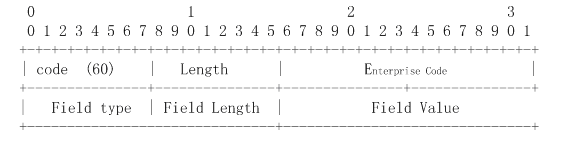 0 1 2 3
0 1 2 3 4 5 6 7 8 9 0 1 2 3 4 5 6 7 8 9 0 1 2 3 4 5 6 7 8 9 0 1
+-+-+-+-+-+-+-+-+-+-+-+-+-+-+-+-+-+-+-+-+-+-+-+-+-+-+-+-+-+-+-+-+
| code (60) | Length | Enterprise Code |
+---------------+---------------+-------------------------------+
| Field type | Field Length | Field Value |
+-------------------------------+-------------------------------+